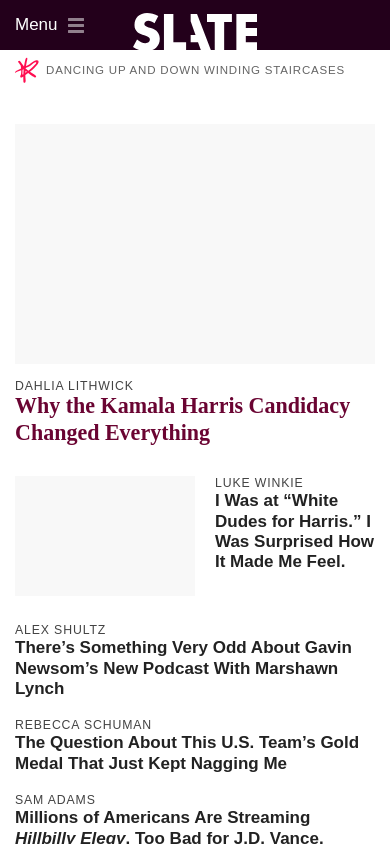 Menu
SLATE
DANCING UP AND DOWN WINDING STAIRCASES
DAHLIA LITHWICK
Why the Kamala Harris Candidacy
Changed Everything
LUKE WINKIE
I Was at “White
Dudes for Harris.” I
Was Surprised How
It Made Me Feel.
ALEX SHULTZ
There’s Something Very Odd About Gavin
Newsom’s New Podcast With Marshawn
Lynch
REBECCA SCHUMAN
The Question About This U.S. Team’s Gold
Medal That Just Kept Nagging Me
SAM ADAMS
Millions of Americans Are Streaming
Hillbilly Elegy. Too Bad for J.D. Vance.